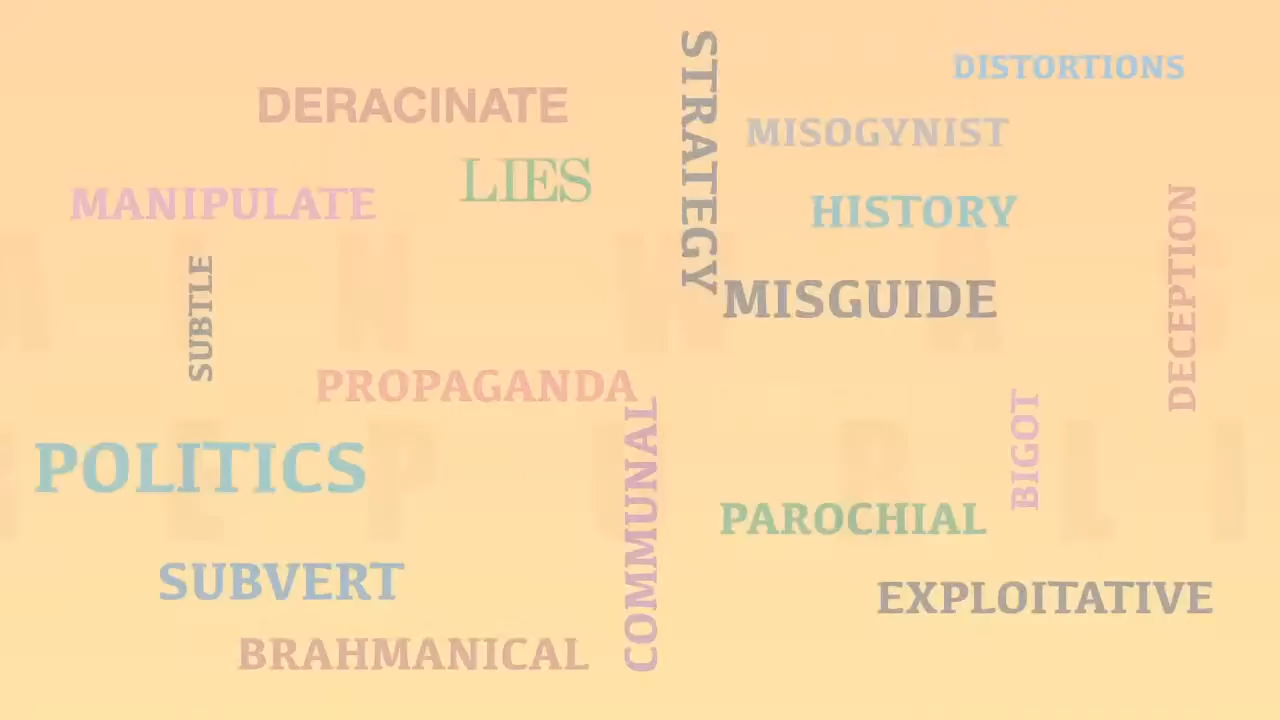 STRATEGY
DISTORTIONS
DERACINATE
MISOGYNIST
LIES
MANIPULATE
HISTORY
DECEPTION
SUBTLE
MISGUIDE
PROPAGANDA
COMMUNAL
BIGOT
POLITICS
PAROCHIAL
SUBVERT
EXPLOITATIVE
BRAHMANICAL